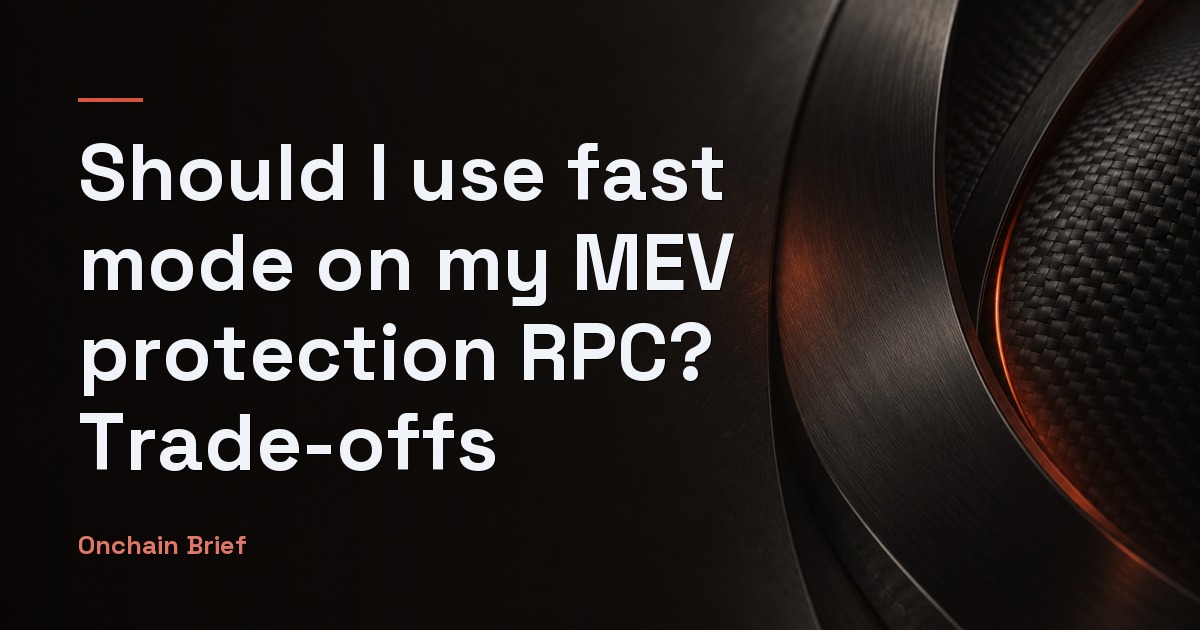 Should I use fast
mode on my MEV
protection RPC?
Trade-offs
Onchain Brief